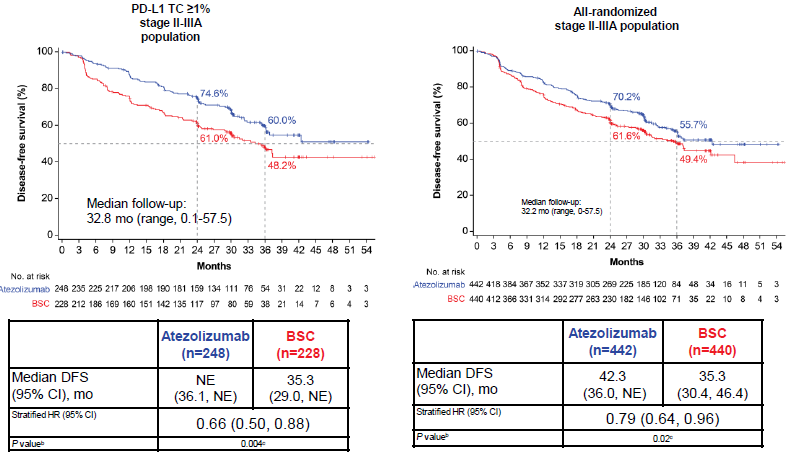 PD-L1 TC ≥1%
stage II-IIIA
population
Disease-free survival (%)
100
80
60
40
20
0
74.6%
61.0%
60.0%
48.2%
Median follow-up:
32.8 mo (range, 0.1-57.5)
0 3 6 9 12 15 18 21 24 27 30 33 36 39 42 45 48 51 54
Months
No. at risk
Atezolizumab 248 235 225 217 206 198 190 181 159 134 111 76 54 31 22 12 8 3 3
BSC 228 212 186 169 160 151 142 135 117 97 80 59 38 21 14 7 6 4 3
Atezolizumab
(n=248)
BSC
(n=228)
Median DFS
(95% CI), mo
NE
(36.1, NE)
35.3
(29.0, NE)
Stratified HR (95% CI)
0.66 (0.50, 0.88)
P valueᵇ
0.004ᶜ
All-randomized
stage II-IIIA population
Disease-free survival (%)
100
80
60
40
20
0
70.2%
61.6%
55.7%
49.4%
Median follow-up:
32.2 mo (range, 0-57.5)
0 3 6 9 12 15 18 21 24 27 30 33 36 39 42 45 48 51 54
Months
No. at risk
Atezolizumab 442 418 384 367 352 337 319 305 269 225 185 120 84 48 34 16 11 5 3
BSC 440 412 366 331 314 292 277 263 230 182 146 102 71 35 22 10 8 4 3
Atezolizumab
(n=442)
BSC
(n=440)
Median DFS
(95% CI), mo
42.3
(36.0, NE)
35.3
(30.4, 46.4)
Stratified HR (95% CI)
0.79 (0.64, 0.96)
P valueᵇ
0.02ᶜ